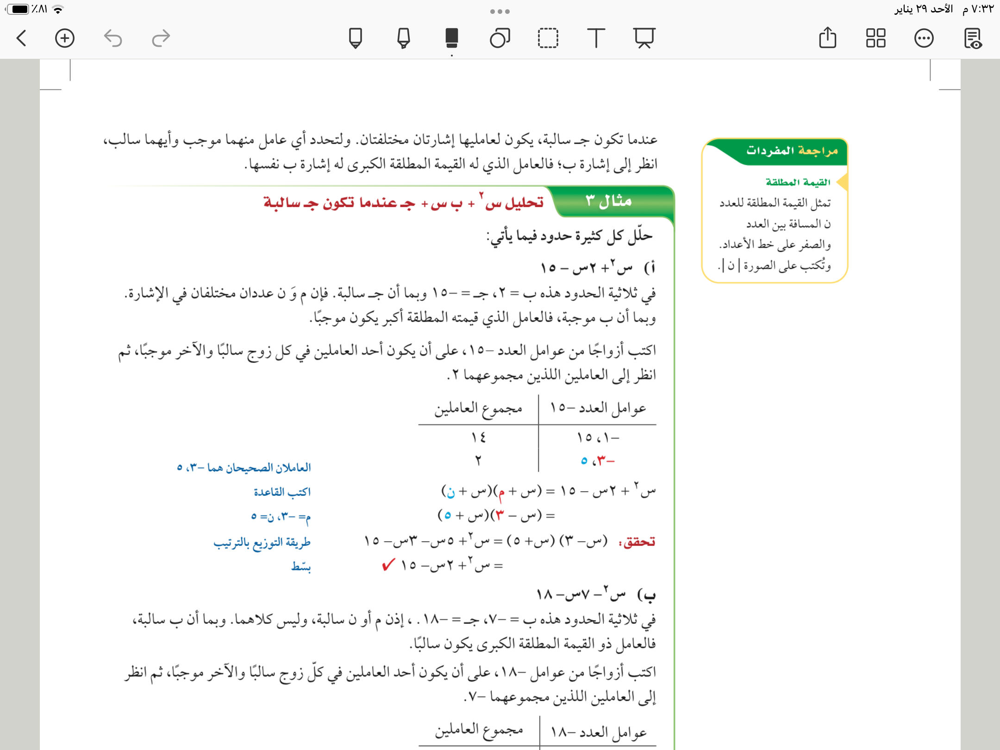 ٧:٣٢ م الأحد ٢٩ يناير
٨١٪
عندما تكون جـ سالبة، يكون لعامليها إشارتان مختلفتان. ولتحدد أي عامل منهما موجب وأيهما سالب،
انظر إلى إشارة ب؛ فالعامل الذي له القيمة المطلقة الكبرى له إشارة ب نفسها.
مراجعة المفردات
القيمة المطلقة
تمثل القيمة المطلقة للعدد
ن المسافة بين العدد
والصفر على خط الأعداد.
وتُكتب على الصورة | ن |.
مثال ٣ تحليل س٢ + ب س + جـ عندما تكون جـ سالبة
حلّل كل كثيرة حدود فيما يأتي:
أ) س٢ + ٢س – ١٥
في ثلاثية الحدود هذه ب = ٢، جـ = –١٥ وبما أن جـ سالبة. فإن م وَ ن عددان مختلفان في الإشارة.
وبما أن ب موجبة، فالعامل الذي قيمته المطلقة أكبر يكون موجبًا.
اكتب أزواجًا من عوامل العدد –١٥، على أن يكون أحد العاملين في كل زوج سالبًا والآخر موجبًا، ثم
انظر إلى العاملين اللذين مجموعهما ٢.
عوامل العدد –١٥ مجموع العاملين
–١، ١٥ ١٤
–٣، ٥ ٢
العاملان الصحيحان هما –٣، ٥
س٢ + ٢س – ١٥ = (س + م)(س + ن) اكتب القاعدة
= (س – ٣)(س + ٥) م= –٣، ن= ٥
تحقق: (س– ٣) (س+ ٥) = س٢ + ٥س– ٣س– ١٥ طريقة التوزيع بالترتيب
= س٢ + ٢س– ١٥ ✓ بسّط
ب) س٢ – ٧س– ١٨
في ثلاثية الحدود هذه ب = –٧، جـ = –١٨. ، إذن م أو ن سالبة، وليس كلاهما. وبما أن ب سالبة،
فالعامل ذو القيمة المطلقة الكبرى يكون سالبًا.
اكتب أزواجًا من عوامل –١٨، على أن يكون أحد العاملين في كلّ زوج سالبًا والآخر موجبًا، ثم انظر
إلى العاملين اللذين مجموعهما –٧.
عوامل العدد –١٨ مجموع العاملين